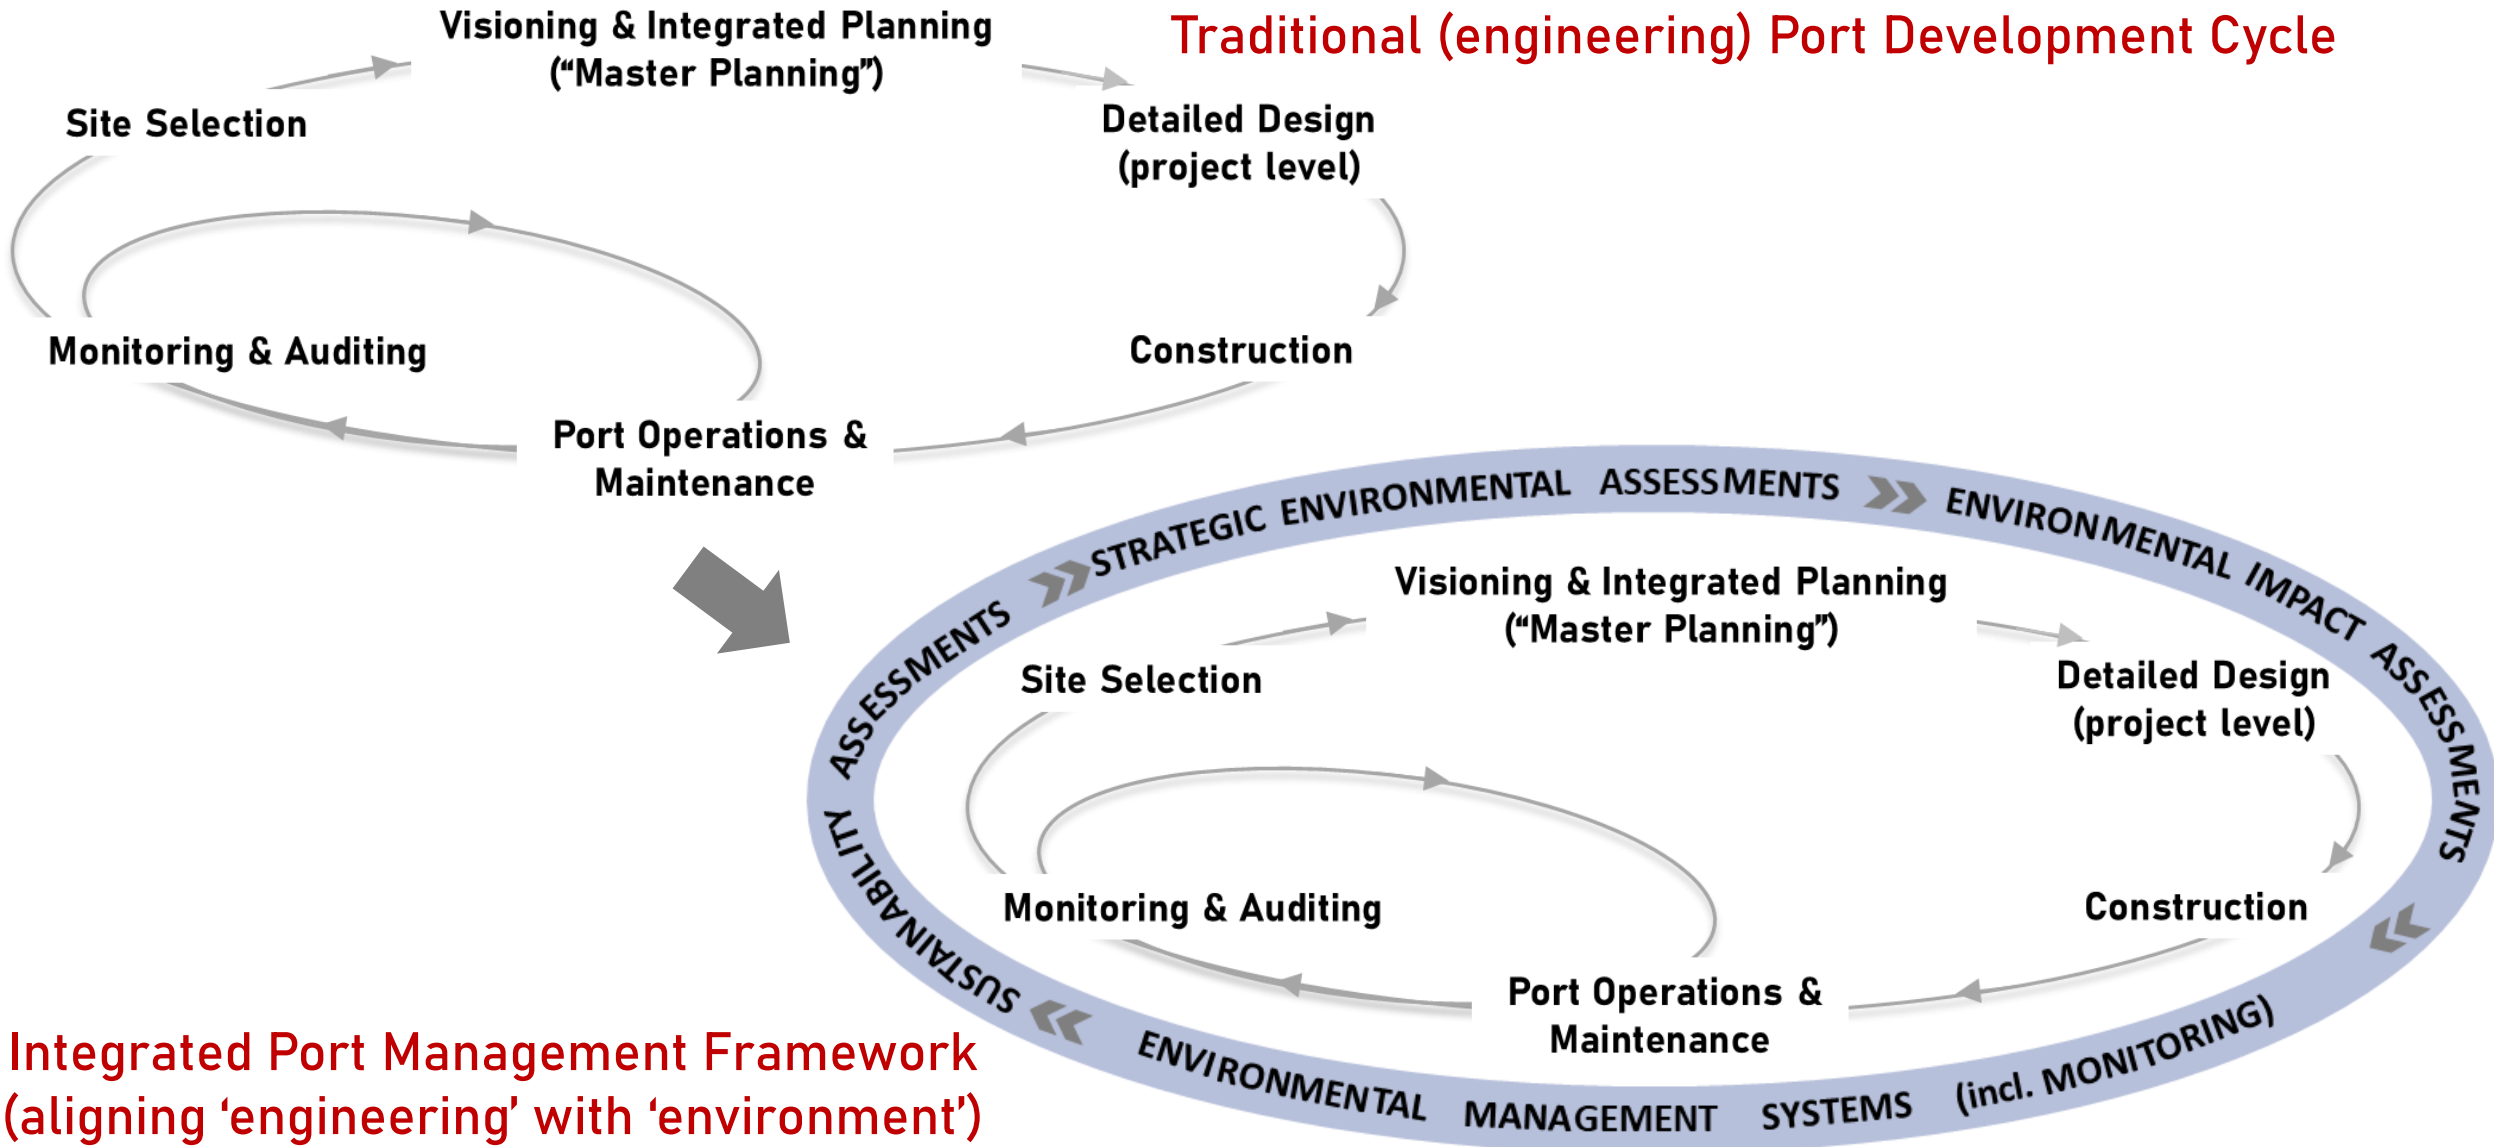 Traditional (engineering) Port Development Cycle
Visioning & Integrated Planning
(“Master Planning”)
Site Selection
Detailed Design
(project level)
Monitoring & Auditing
Construction
Port Operations &
Maintenance
STRATEGIC ENVIRONMENTAL ASSESSMENTS
ENVIRONMENTAL IMPACT ASSESSMENTS
ENVIRONMENTAL MANAGEMENT SYSTEMS (incl. MONITORING)
SUSTAINABILITY ASSESSMENTS
Visioning & Integrated Planning
(“Master Planning”)
Site Selection
Detailed Design
(project level)
Monitoring & Auditing
Construction
Port Operations &
Maintenance
Integrated Port Management Framework
(aligning ‘engineering’ with ‘environment’)